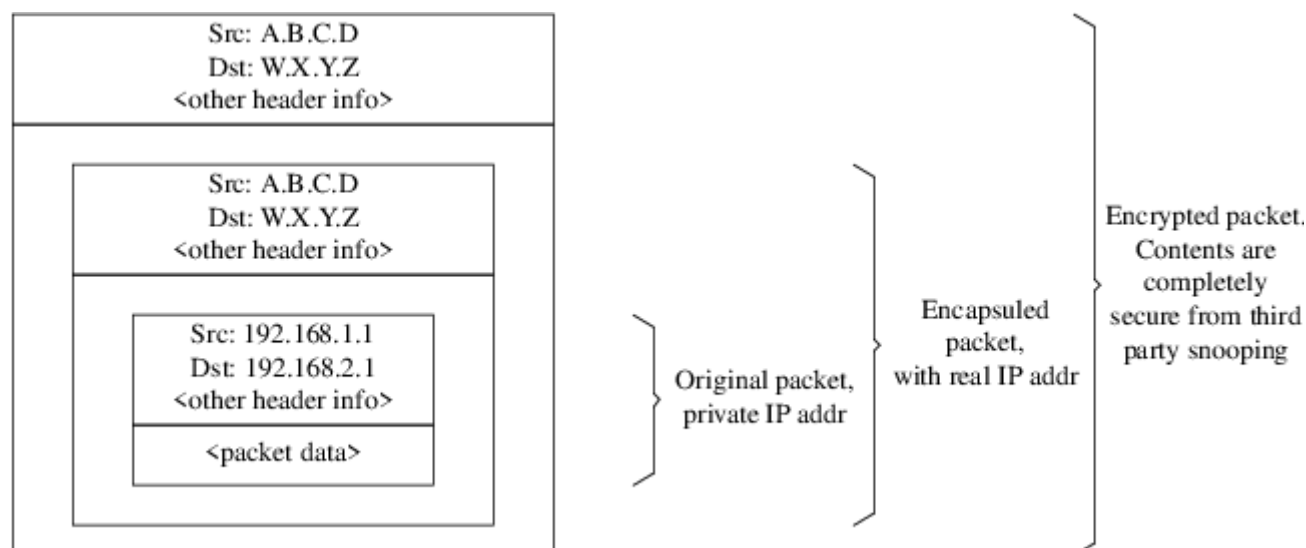 Src: A.B.C.D
Dst: W.X.Y.Z
<other header info>
Src: A.B.C.D
Dst: W.X.Y.Z
<other header info>
Src: 192.168.1.1
Dst: 192.168.2.1
<other header info>
<packet data>
Original packet,
private IP addr
Encapsuled
packet,
with real IP addr
Encrypted packet.
Contents are
completely
secure from third
party snooping